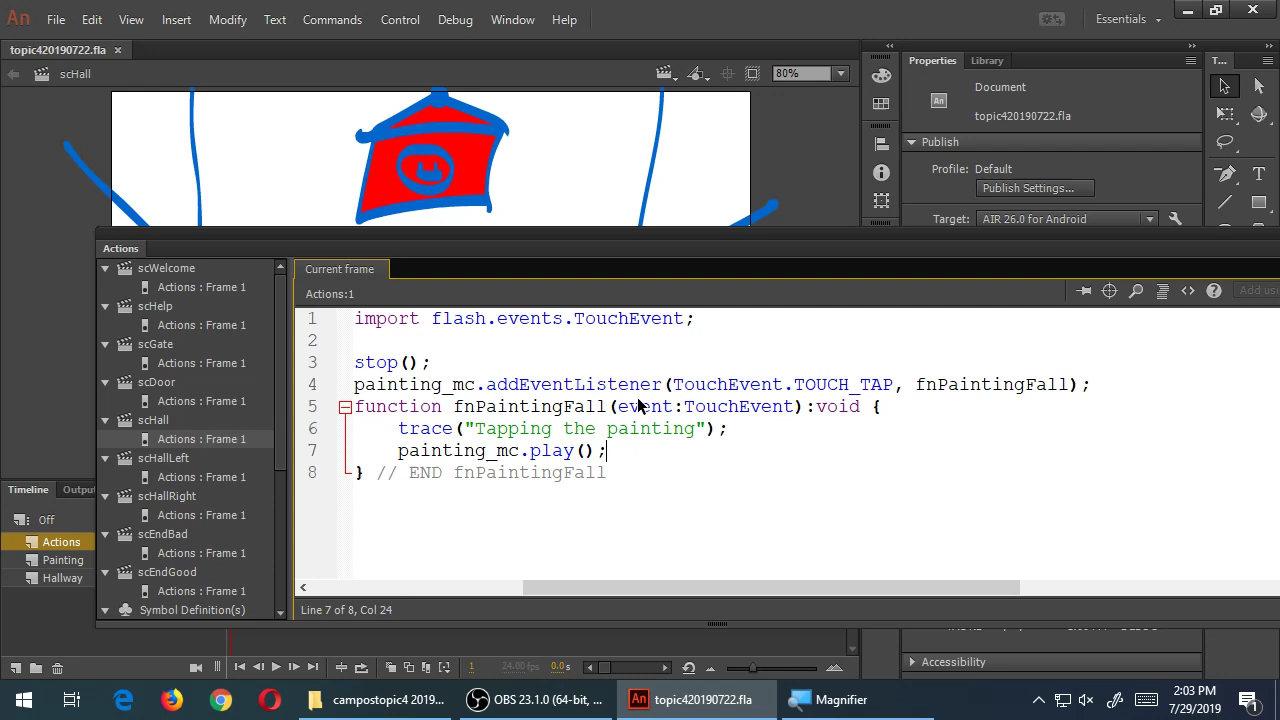 An File Edit View Insert Modify Text Commands Control Debug Window Help Essentials
topic420190722.fla ×
scHall 80%
Properties Library T...
Document
An topic420190722.fla
Publish
Profile: Default
Publish Settings...
Target: AIR 26.0 for Android
Actions
scWelcome
Actions : Frame 1
scHelp
Actions : Frame 1
scGate
Actions : Frame 1
scDoor
Actions : Frame 1
scHall
Actions : Frame 1
scHallLeft
Actions : Frame 1
scHallRight
Actions : Frame 1
scEndBad
Actions : Frame 1
scEndGood
Actions : Frame 1
Symbol Definition(s)
Current frame
Actions:1 Add us
1 import flash.events.TouchEvent;
2
3 stop();
4 painting_mc.addEventListener(TouchEvent.TOUCH_TAP, fnPaintingFall);
5 function fnPaintingFall(event:TouchEvent):void {
6 trace("Tapping the painting");
7 painting_mc.play();
8 } // END fnPaintingFall
Line 7 of 8, Col 24
Timeline Outpu
Off
Actions
Painting
Hallway
1 24.00 fps 0.0 s
Accessibility
campostopic4 2019... OBS 23.1.0 (64-bit, ... An topic420190722.fla Magnifier
2:03 PM
7/29/2019
1